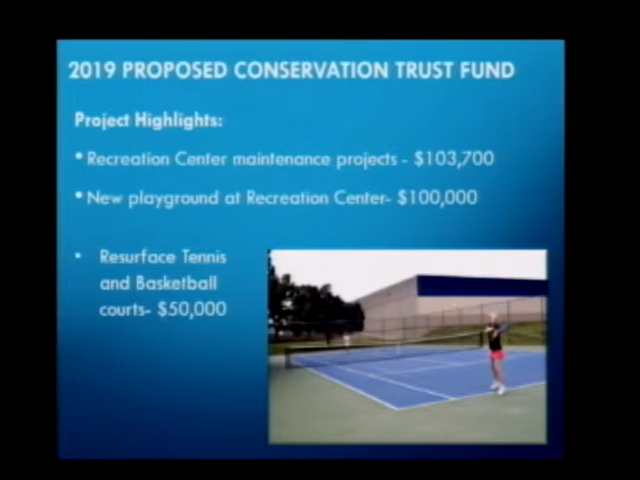 2019 PROPOSED CONSERVATION TRUST FUND
Project Highlights:
• Recreation Center maintenance projects - $103,700
• New playground at Recreation Center- $100,000
• Resurface Tennis
and Basketball
courts- $50,000